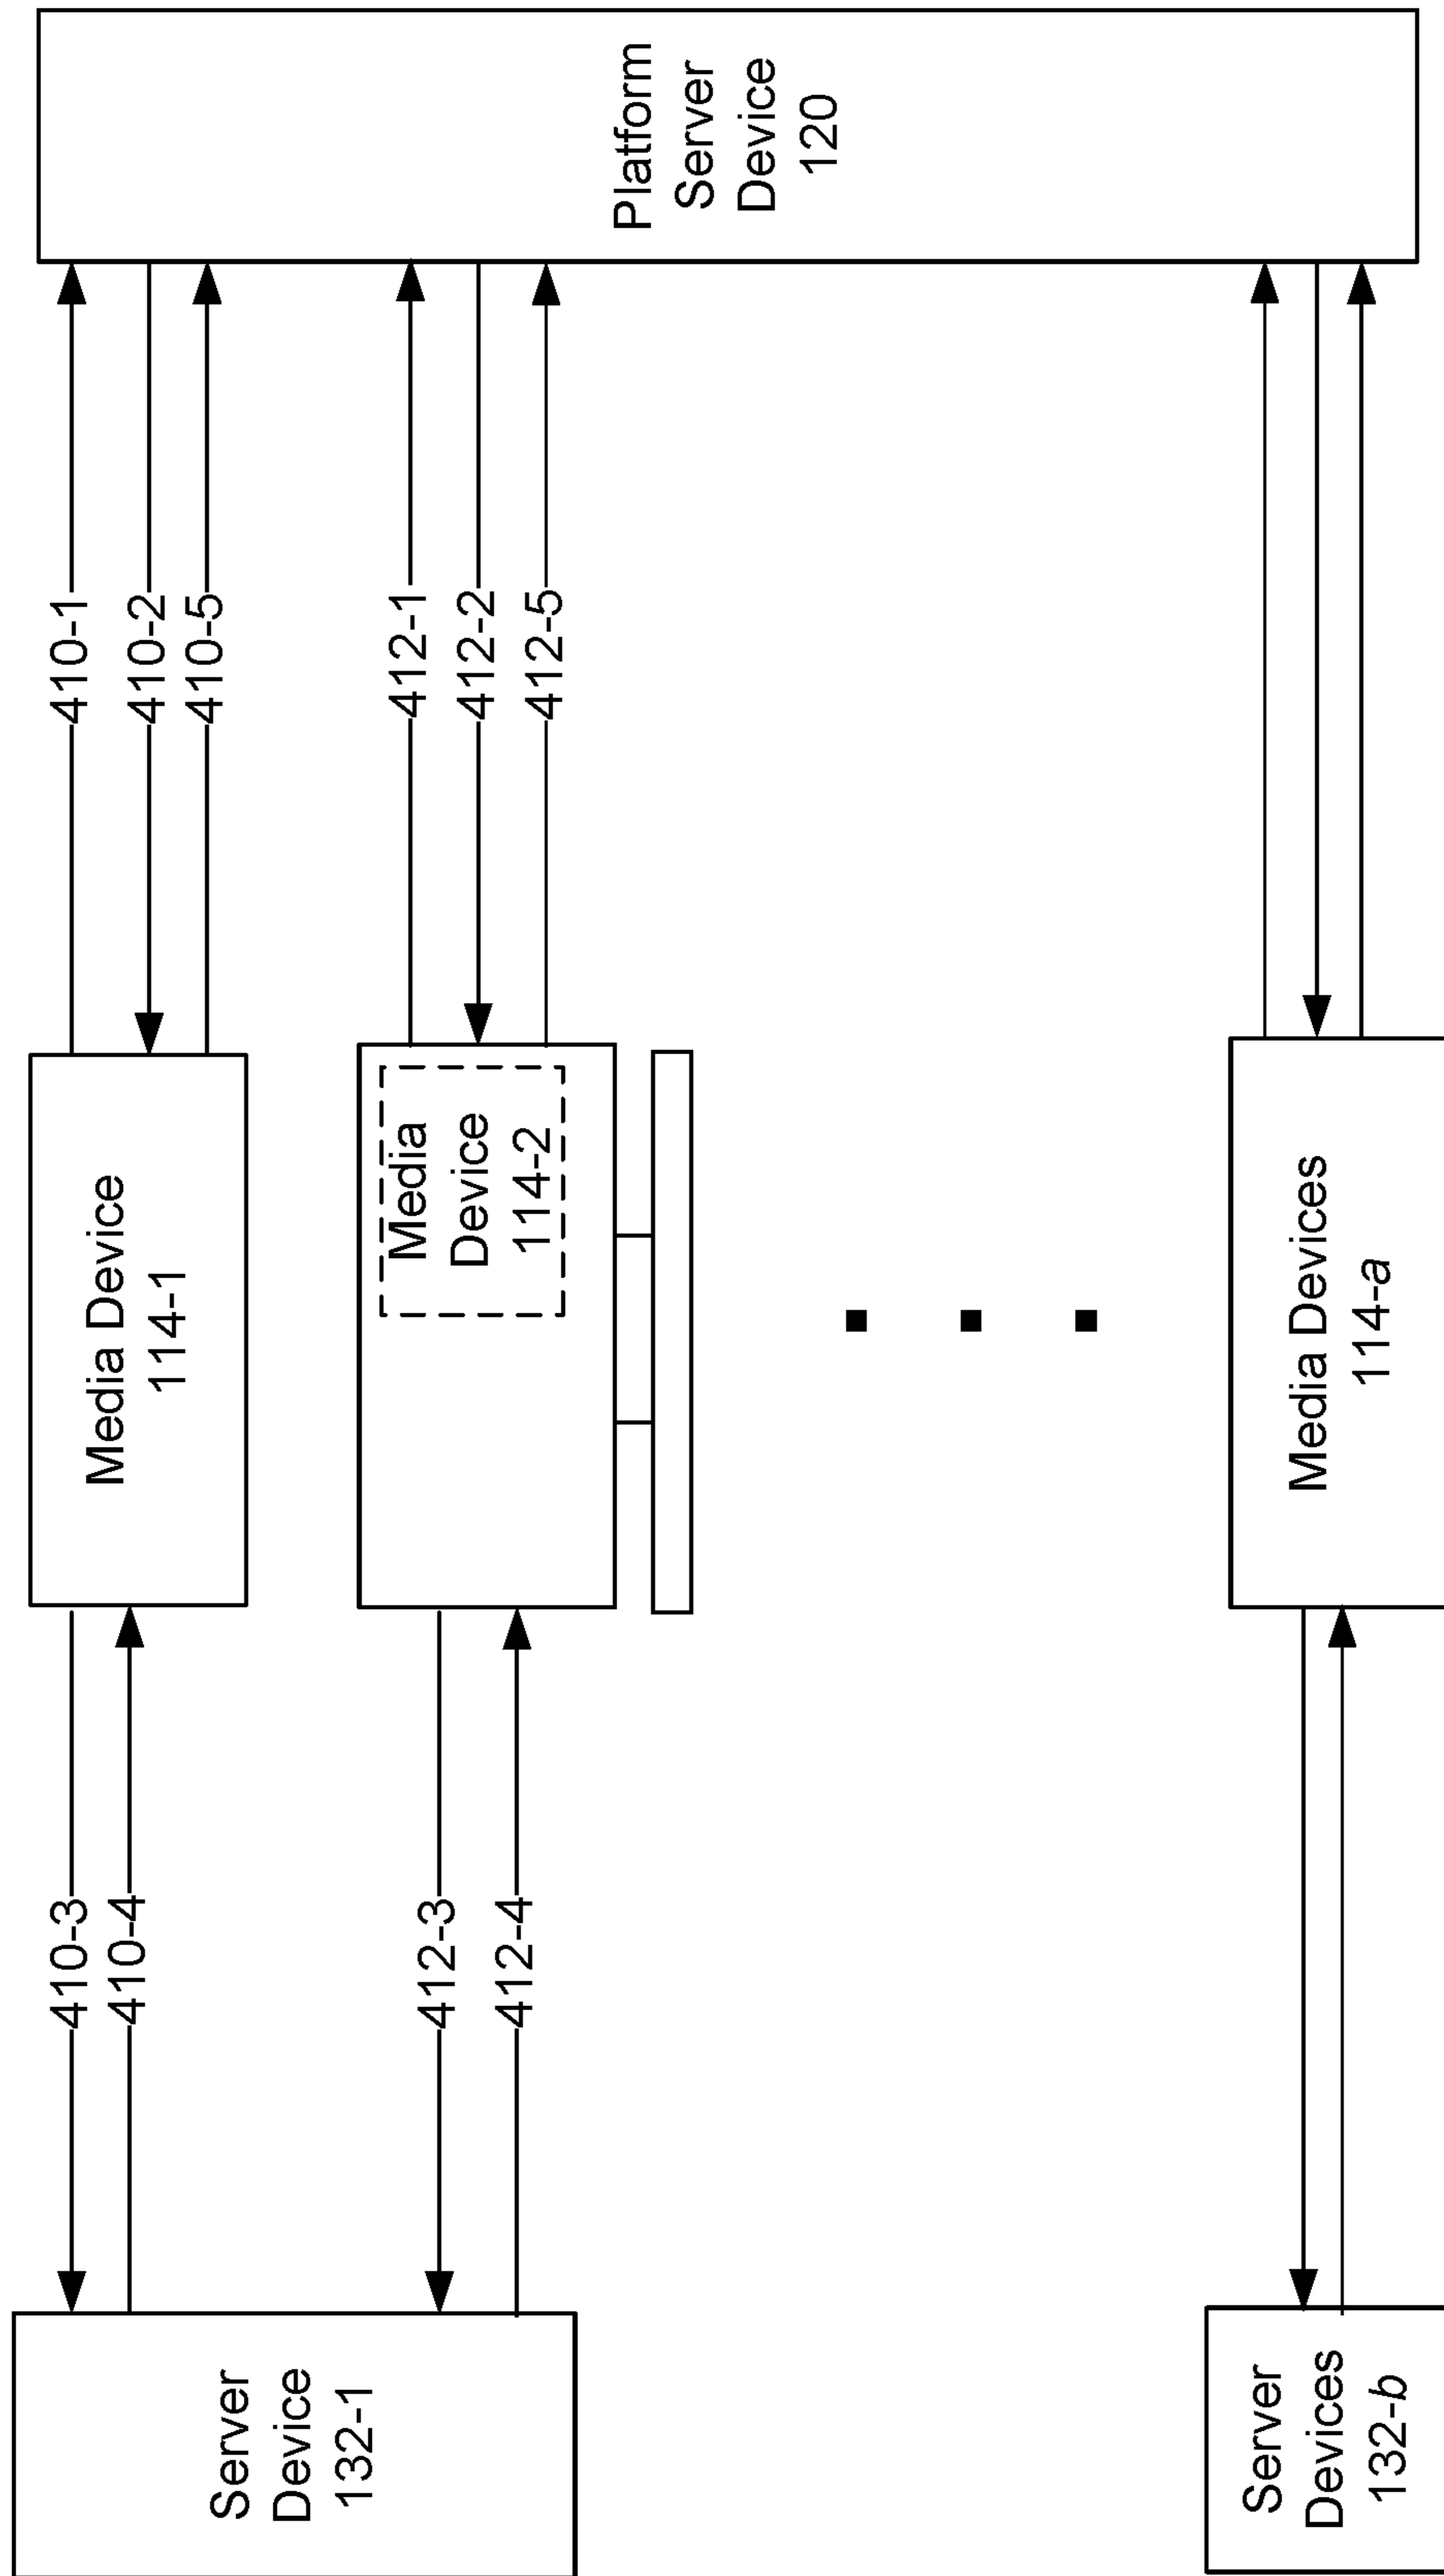 Server
Device
132-1
410-3
410-4
412-3
412-4
Media Device
114-1
Media
Device
114-2
410-1
410-2
410-5
412-1
412-2
412-5
Platform
Server
Device
120
Server
Devices
132-b
Media Devices
114-a